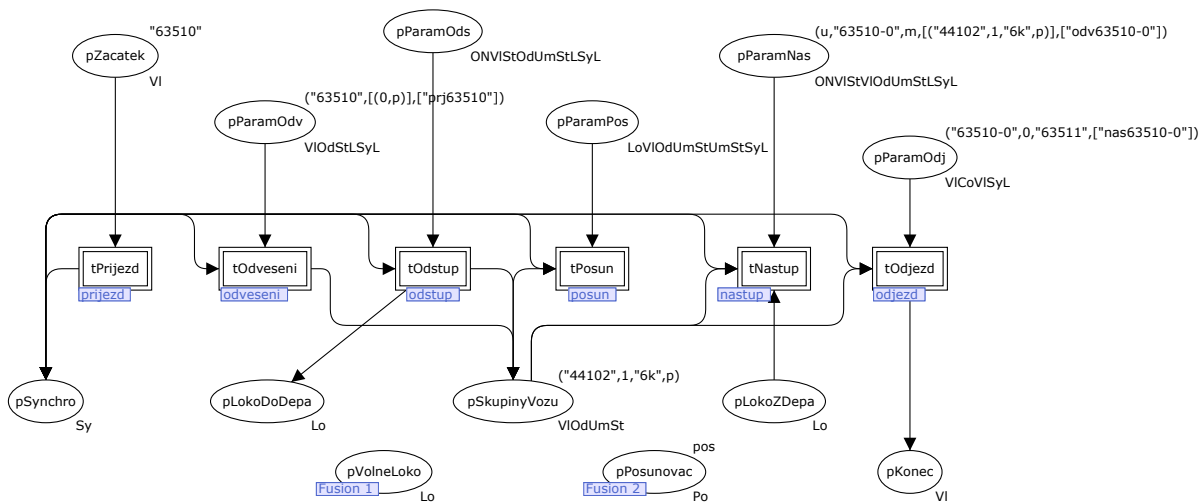 "63510"
pZacatek
Vl
pParamOds
ONVlStOdUmStLSyL
(u,"63510-0",m,[("44102",1,"6k",p)],["odv63510-0"])
pParamNas
ONVlStVlOdUmStLSyL
("63510",[(0,p)],["prj63510"])
pParamOdv
VlOdStLSyL
pParamPos
LoVlOdUmStUmStSyL
("63510-0",0,"63511",["nas63510-0"])
pParamOdj
VlCoVlSyL
tPrijezd
prijezd
tOdveseni
odveseni
tOdstup
odstup
tPosun
posun
tNastup
nastup
tOdjezd
odjezd
pSynchro
Sy
pLokoDoDepa
Lo
("44102",1,"6k",p)
pSkupinyVozu
VlOdUmSt
pLokoZDepa
Lo
pVolneLoko
Fusion 1
Lo
pos
pPosunovac
Fusion 2
Po
pKonec
Vl